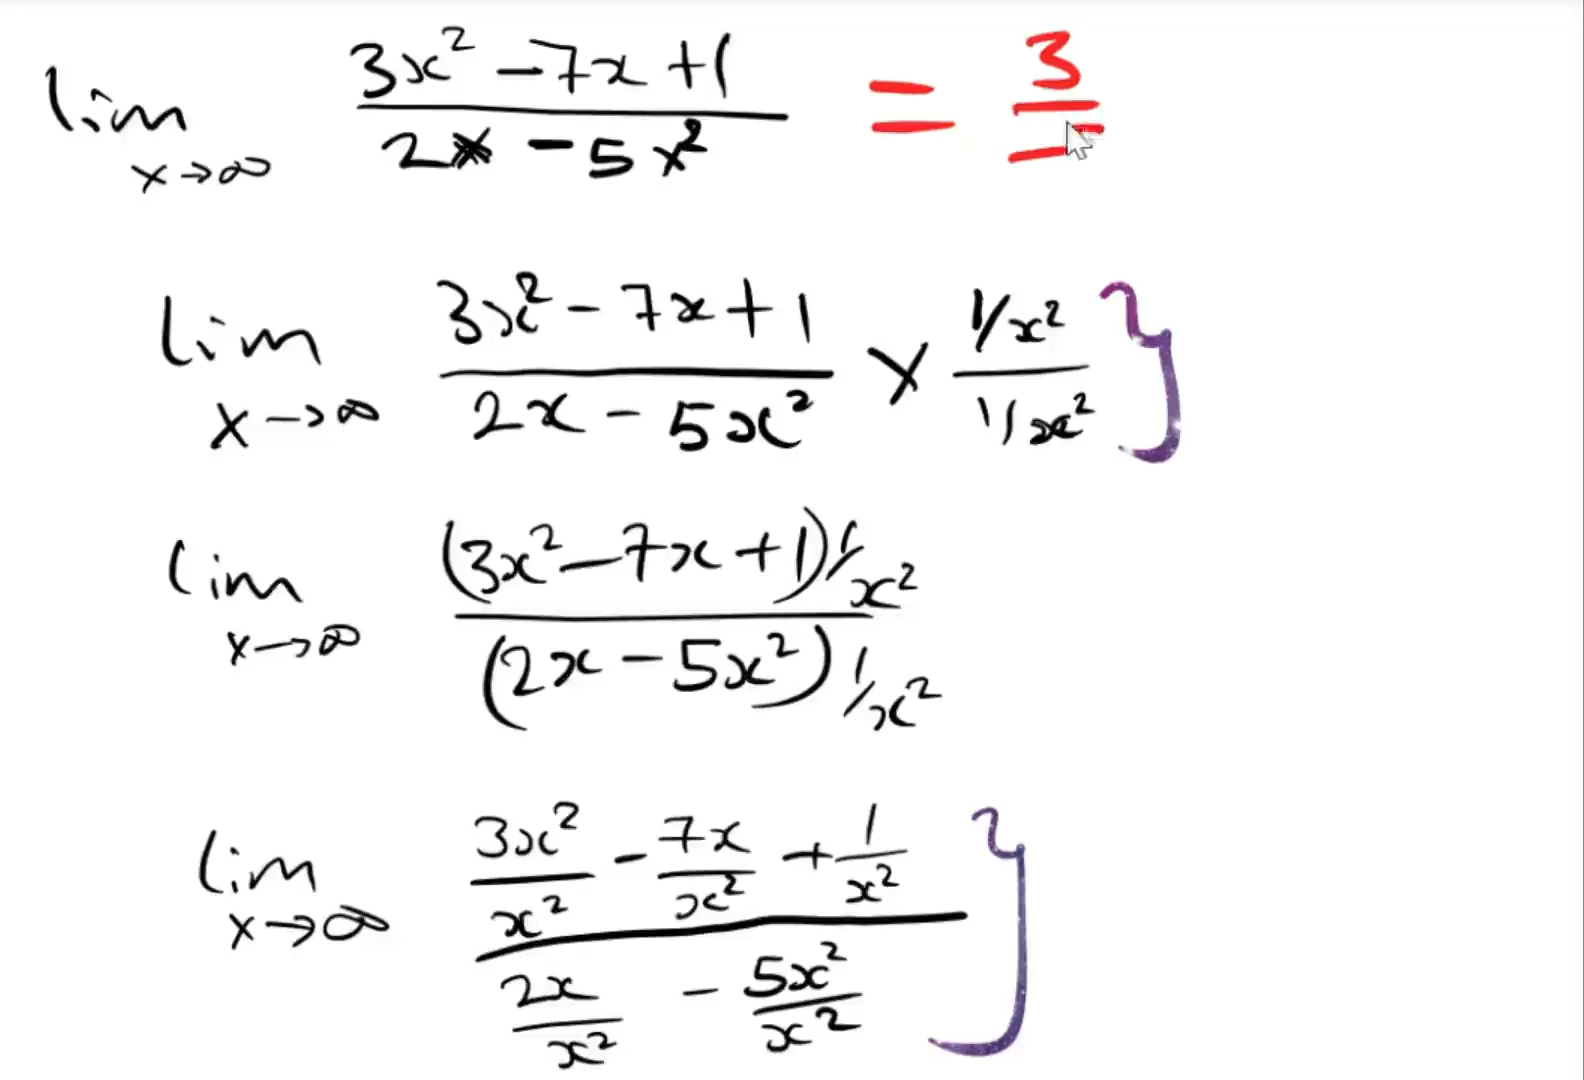 lim x→∞ (3x² - 7x + 1)/(2x - 5x²) = 3/-
lim x→∞ (3x² - 7x + 1)/(2x - 5x²) × (1/x²)/(1/x²) }
lim x→∞ ((3x² - 7x + 1) 1/x²)/((2x - 5x²) 1/x²)
lim x→∞ (3x²/x² - 7x/x² + 1/x²)/(2x/x² - 5x²/x²) }